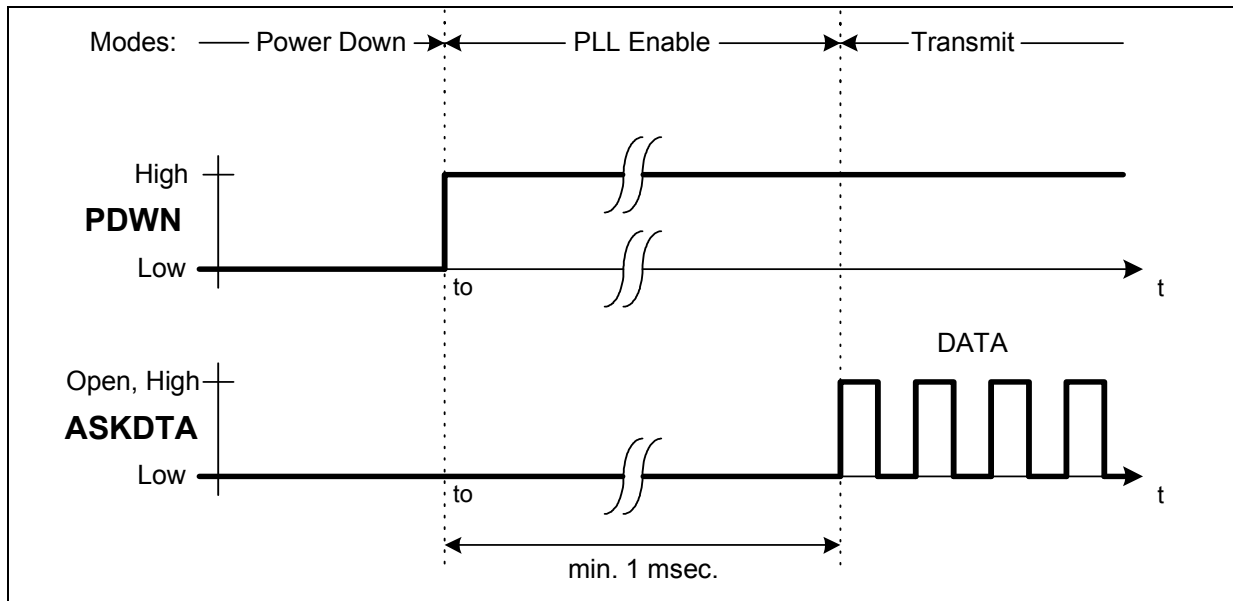 Modes: Power Down PLL Enable Transmit
High
PDWN
Low
to
t
DATA
Open, High
ASKDTA
Low
to
t
min. 1 msec.